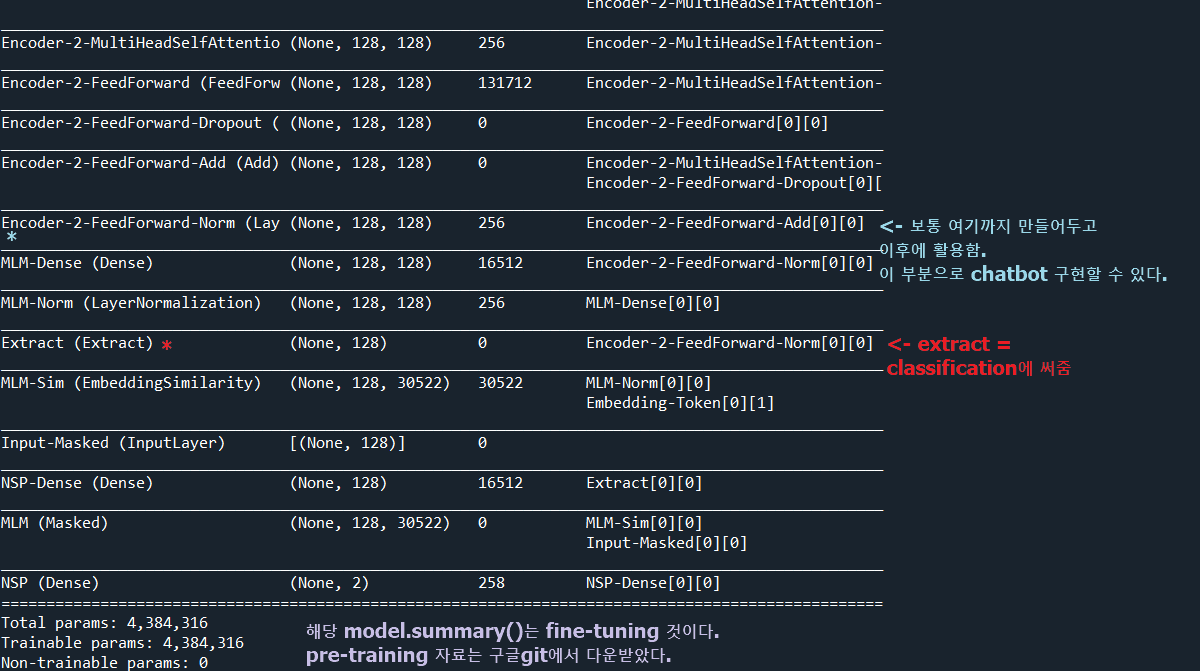 Encoder-2-MultiHeadSelfAttention-
Encoder-2-MultiHeadSelfAttentio (None, 128, 128) 256 Encoder-2-MultiHeadSelfAttention-
Encoder-2-FeedForward (FeedForw (None, 128, 128) 131712 Encoder-2-MultiHeadSelfAttention-
Encoder-2-FeedForward-Dropout ( (None, 128, 128) 0 Encoder-2-FeedForward[0][0]
Encoder-2-FeedForward-Add (Add) (None, 128, 128) 0 Encoder-2-MultiHeadSelfAttention-
Encoder-2-FeedForward-Dropout[0][
Encoder-2-FeedForward-Norm (Lay (None, 128, 128) 256 Encoder-2-FeedForward-Add[0][0] <- 보통 여기까지 만들어두고
* 이후에 활용함.
MLM-Dense (Dense) (None, 128, 128) 16512 Encoder-2-FeedForward-Norm[0][0] 이 부분으로 chatbot 구현할 수 있다.
MLM-Norm (LayerNormalization) (None, 128, 128) 256 MLM-Dense[0][0]
Extract (Extract) * (None, 128) 0 Encoder-2-FeedForward-Norm[0][0] <- extract =
classification에 써줌
MLM-Sim (EmbeddingSimilarity) (None, 128, 30522) 30522 MLM-Norm[0][0]
Embedding-Token[0][1]
Input-Masked (InputLayer) [(None, 128)] 0
NSP-Dense (Dense) (None, 128) 16512 Extract[0][0]
MLM (Masked) (None, 128, 30522) 0 MLM-Sim[0][0]
Input-Masked[0][0]
NSP (Dense) (None, 2) 258 NSP-Dense[0][0]
Total params: 4,384,316
Trainable params: 4,384,316
Non-trainable params: 0
해당 model.summary()는 fine-tuning 것이다.
pre-training 자료는 구글git에서 다운받았다.